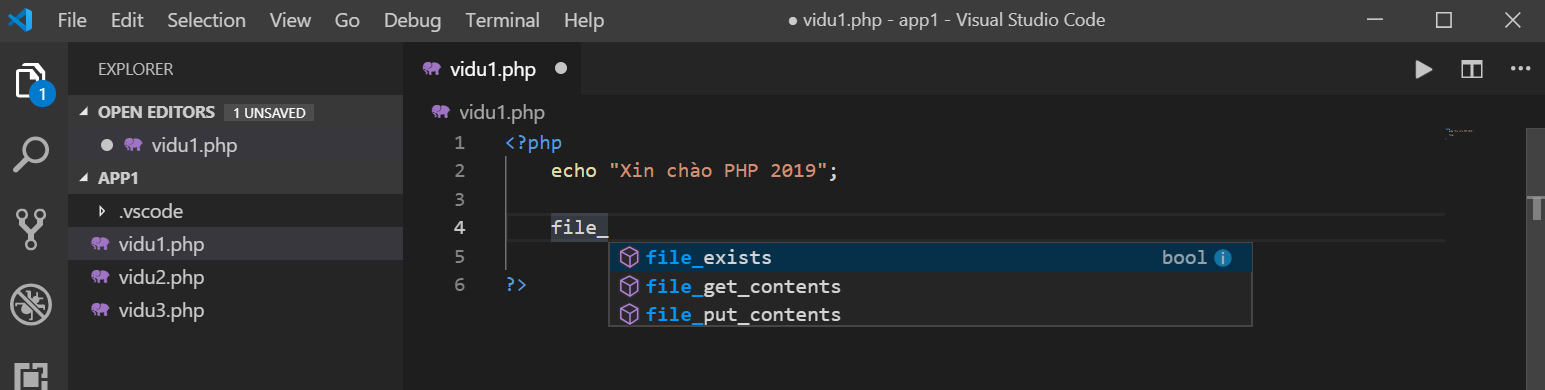 File Edit Selection View Go Debug Terminal Help ● vidu1.php - app1 - Visual Studio Code
EXPLORER
1
OPEN EDITORS 1 UNSAVED
● vidu1.php
APP1
.vscode
vidu1.php
vidu2.php
vidu3.php
vidu1.php ●
vidu1.php
1 <?php
2 echo "Xin chào PHP 2019";
3
4 file_
5 file_exists bool i
file_get_contents
6 ?>
file_put_contents